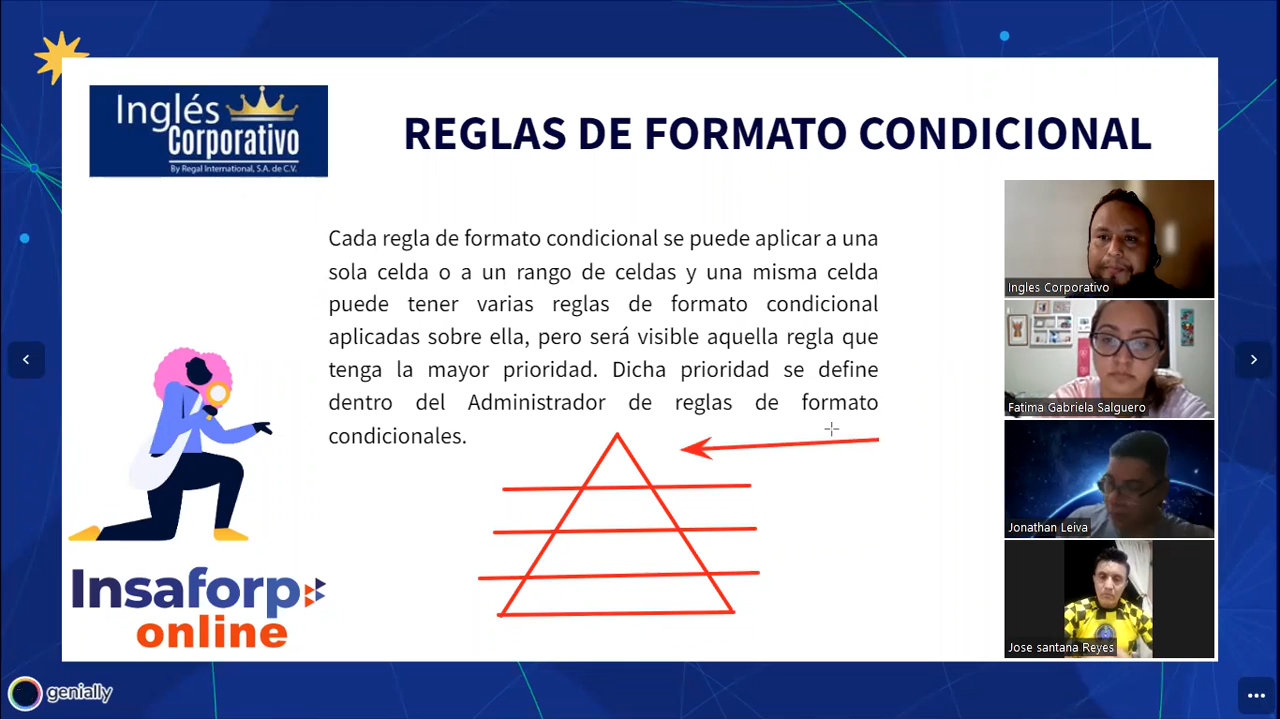 Inglés
Corporativo
By Regal International, S.A. de C.V.
REGLAS DE FORMATO CONDICIONAL
Cada regla de formato condicional se puede aplicar a una
sola celda o a un rango de celdas y una misma celda
puede tener varias reglas de formato condicional
aplicadas sobre ella, pero será visible aquella regla que
tenga la mayor prioridad. Dicha prioridad se define
dentro del Administrador de reglas de formato
condicionales.
Ingles Corporativo
Fatima Gabriela Salguero
Jonathan Leiva
Jose santana Reyes
Insaforp
online
genially